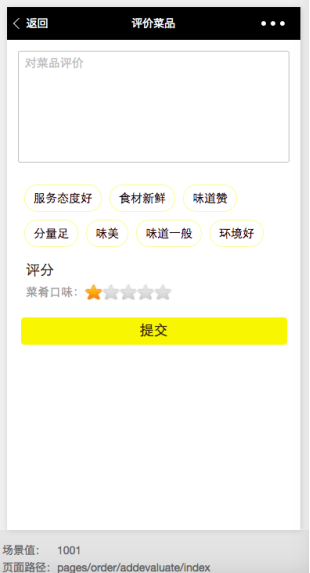 返回 评价菜品
对菜品评价
服务态度好 食材新鲜 味道赞
分量足 味美 味道一般 环境好
评分
菜肴口味：
提交
场景值： 1001
页面路径： pages/order/addevaluate/index